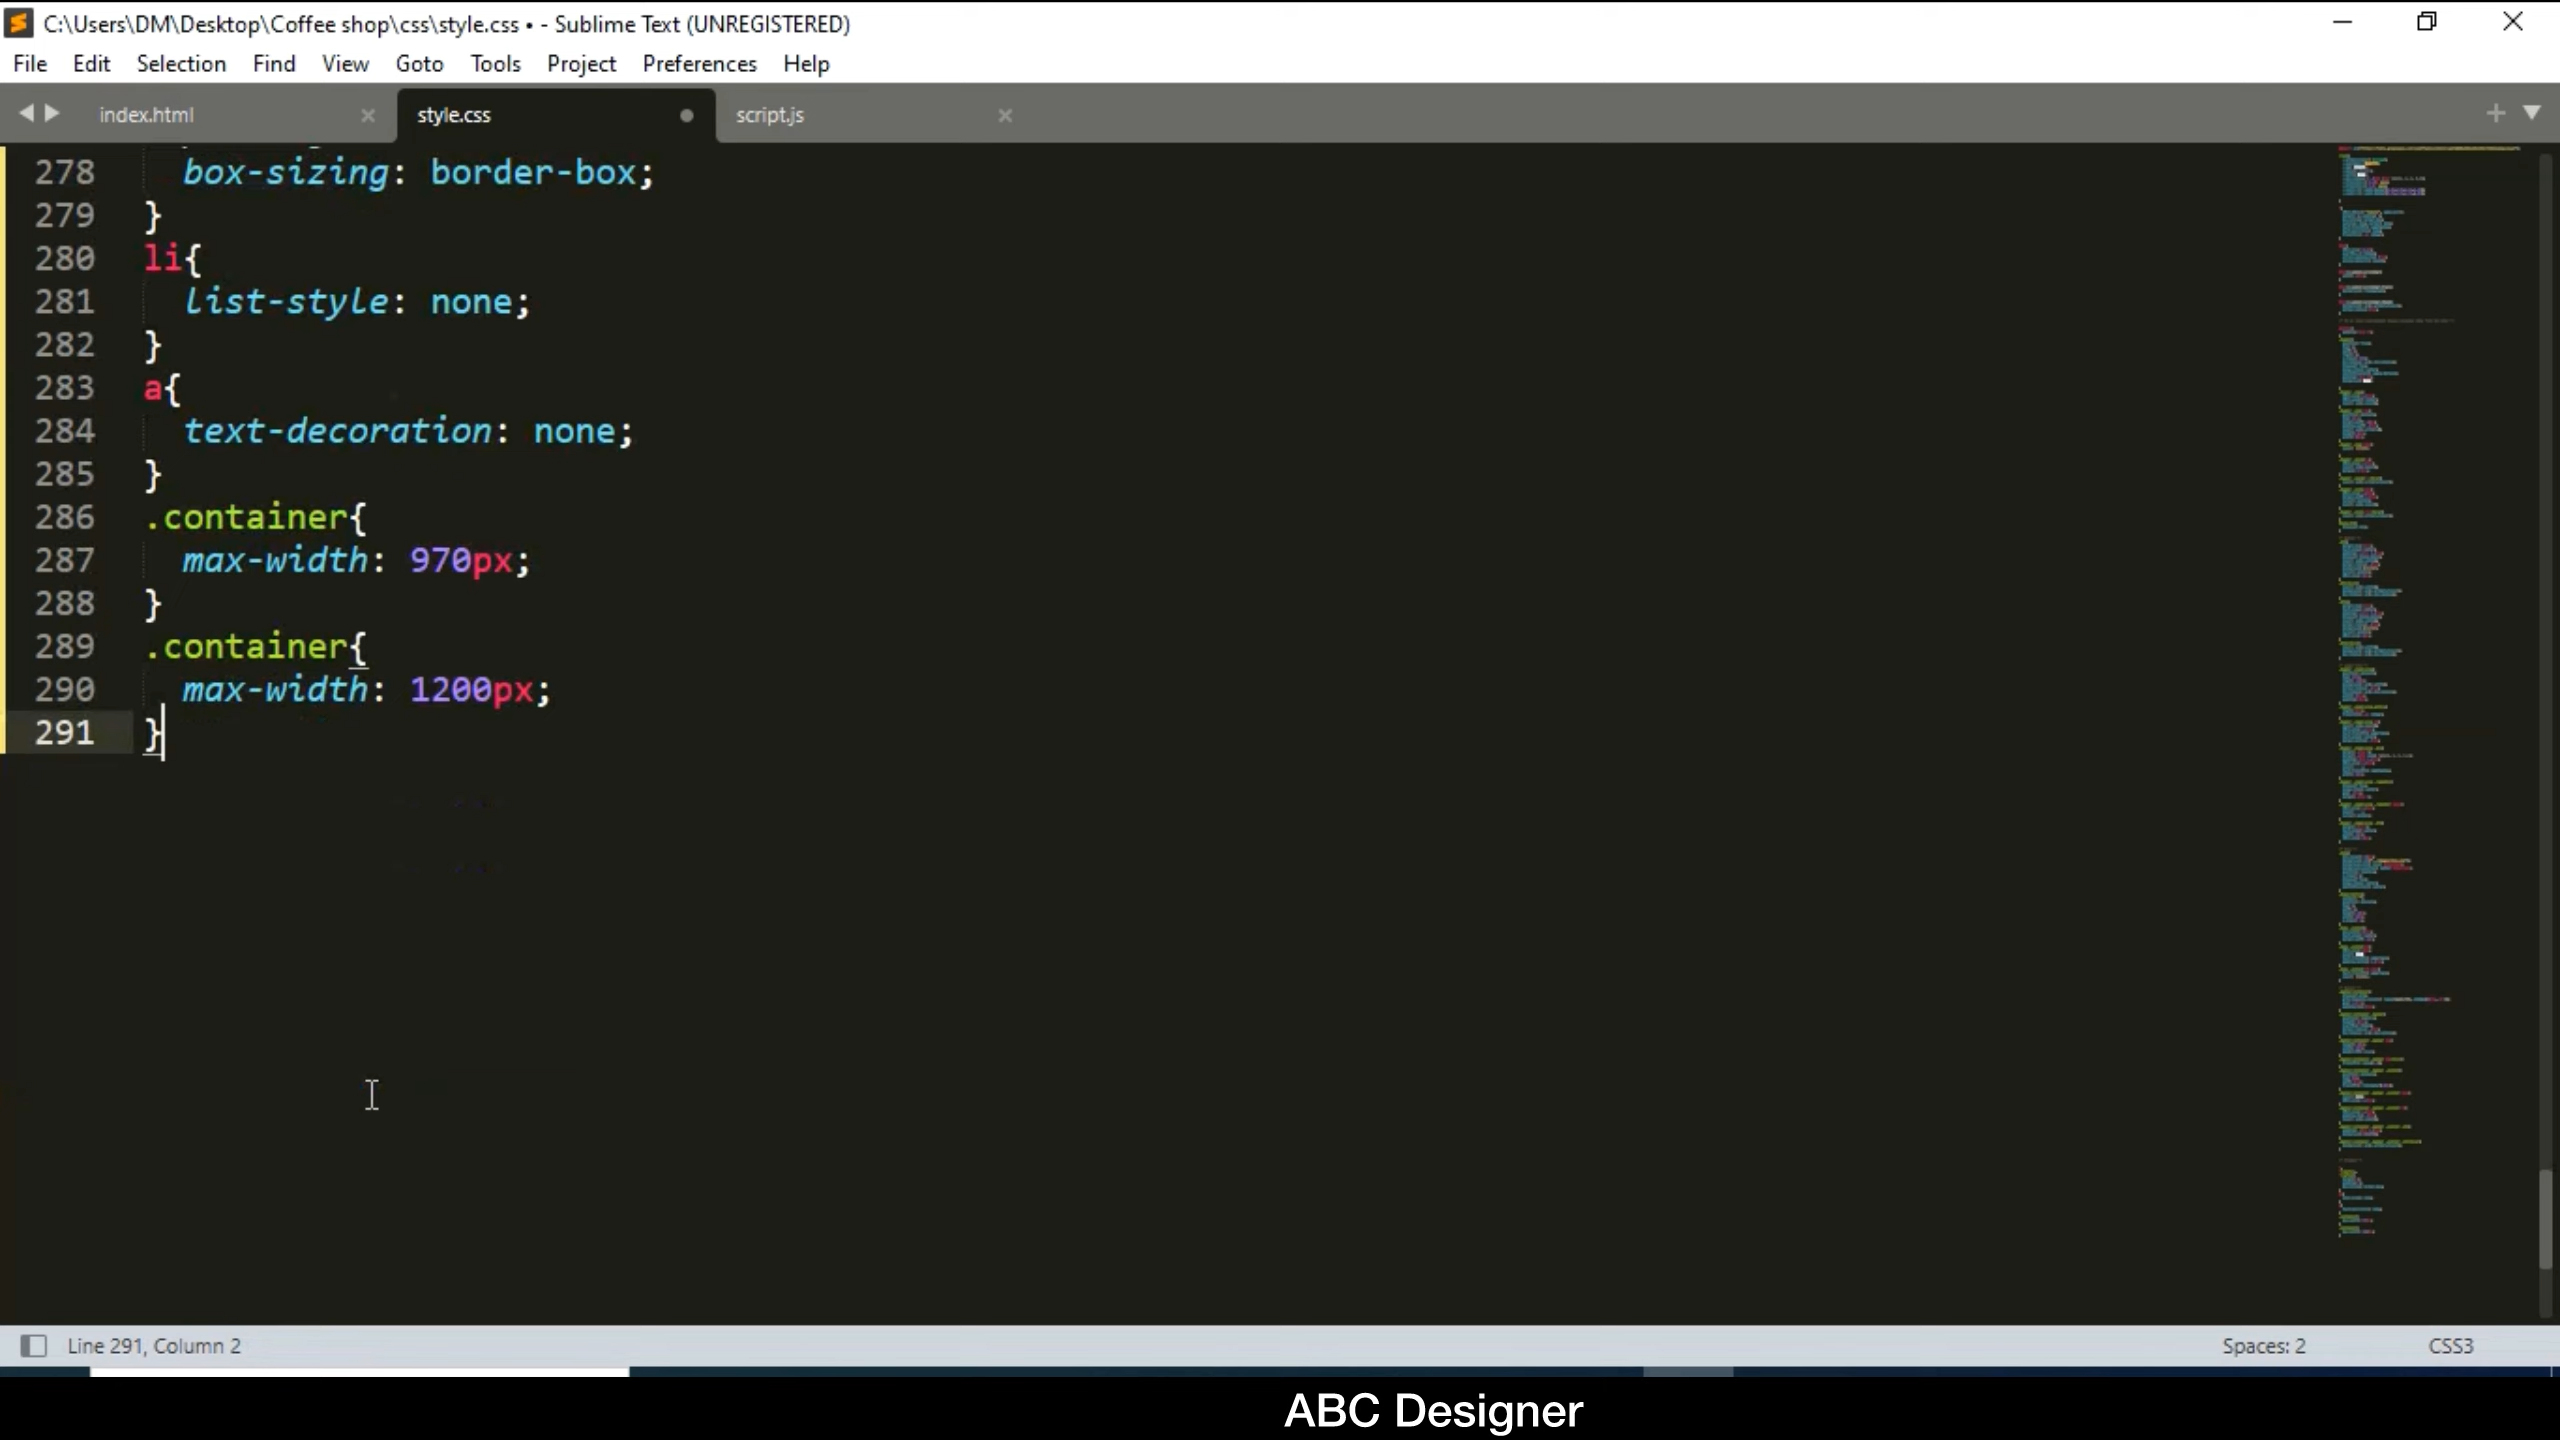 C:\Users\DM\Desktop\Coffee shop\css\style.css • - Sublime Text (UNREGISTERED)
File Edit Selection Find View Goto Tools Project Preferences Help
index.html style.css script.js
278 box-sizing: border-box;
279 }
280 li{
281 list-style: none;
282 }
283 a{
284 text-decoration: none;
285 }
286 .container{
287 max-width: 970px;
288 }
289 .container{
290 max-width: 1200px;
291 }
Line 291, Column 2 Spaces: 2 CSS3
ABC Designer